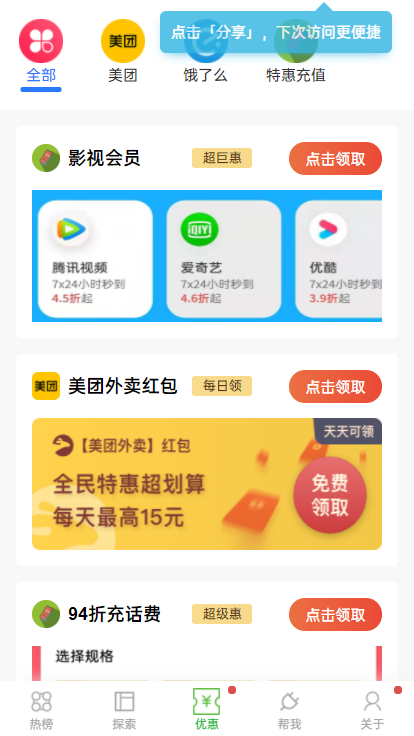 点击「分享」，下次访问更便捷
美团
全部
美团
饿了么
特惠充值
影视会员
超巨惠
点击领取
QIY
腾讯视频
爱奇艺
优酷
7x24小时秒到
7x24小时秒到
7x24小时
4.5折起
4.6折起
3.9折起
美团
美团外卖红包
每日领
点击领取
天天可领
【美团外卖】红包
全民特惠超划算
每天最高15元
免费
领取
94折充话费
超级惠
点击领取
选择规格
热榜
探索
优惠
帮我
关于